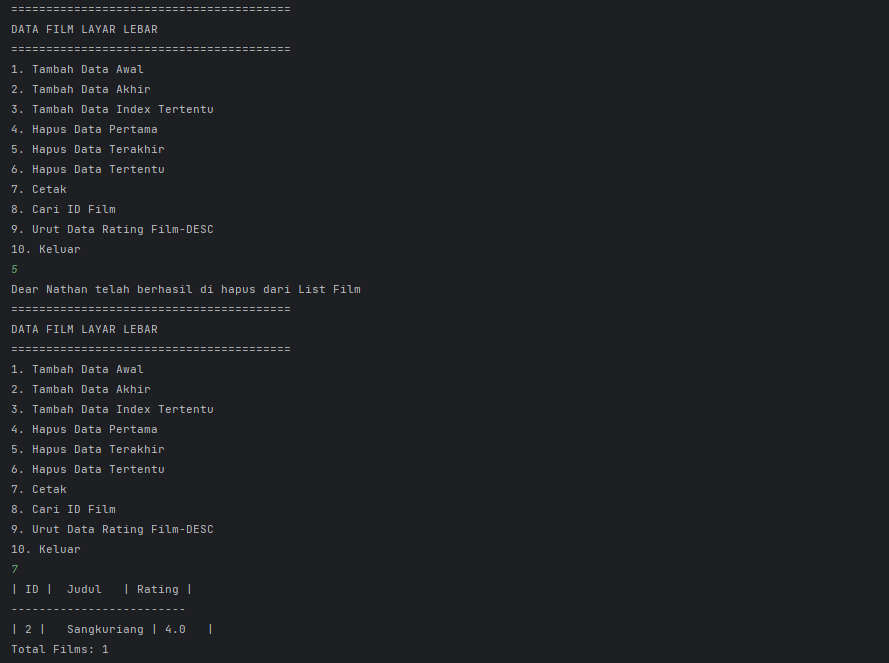 ========================================
DATA FILM LAYAR LEBAR
========================================
1. Tambah Data Awal
2. Tambah Data Akhir
3. Tambah Data Index Tertentu
4. Hapus Data Pertama
5. Hapus Data Terakhir
6. Hapus Data Tertentu
7. Cetak
8. Cari ID Film
9. Urut Data Rating Film-DESC
10. Keluar
5
Dear Nathan telah berhasil di hapus dari List Film
========================================
DATA FILM LAYAR LEBAR
========================================
1. Tambah Data Awal
2. Tambah Data Akhir
3. Tambah Data Index Tertentu
4. Hapus Data Pertama
5. Hapus Data Terakhir
6. Hapus Data Tertentu
7. Cetak
8. Cari ID Film
9. Urut Data Rating Film-DESC
10. Keluar
7
| ID |  Judul   | Rating |
-------------------------
| 2 |   Sangkuriang | 4.0   |
Total Films: 1